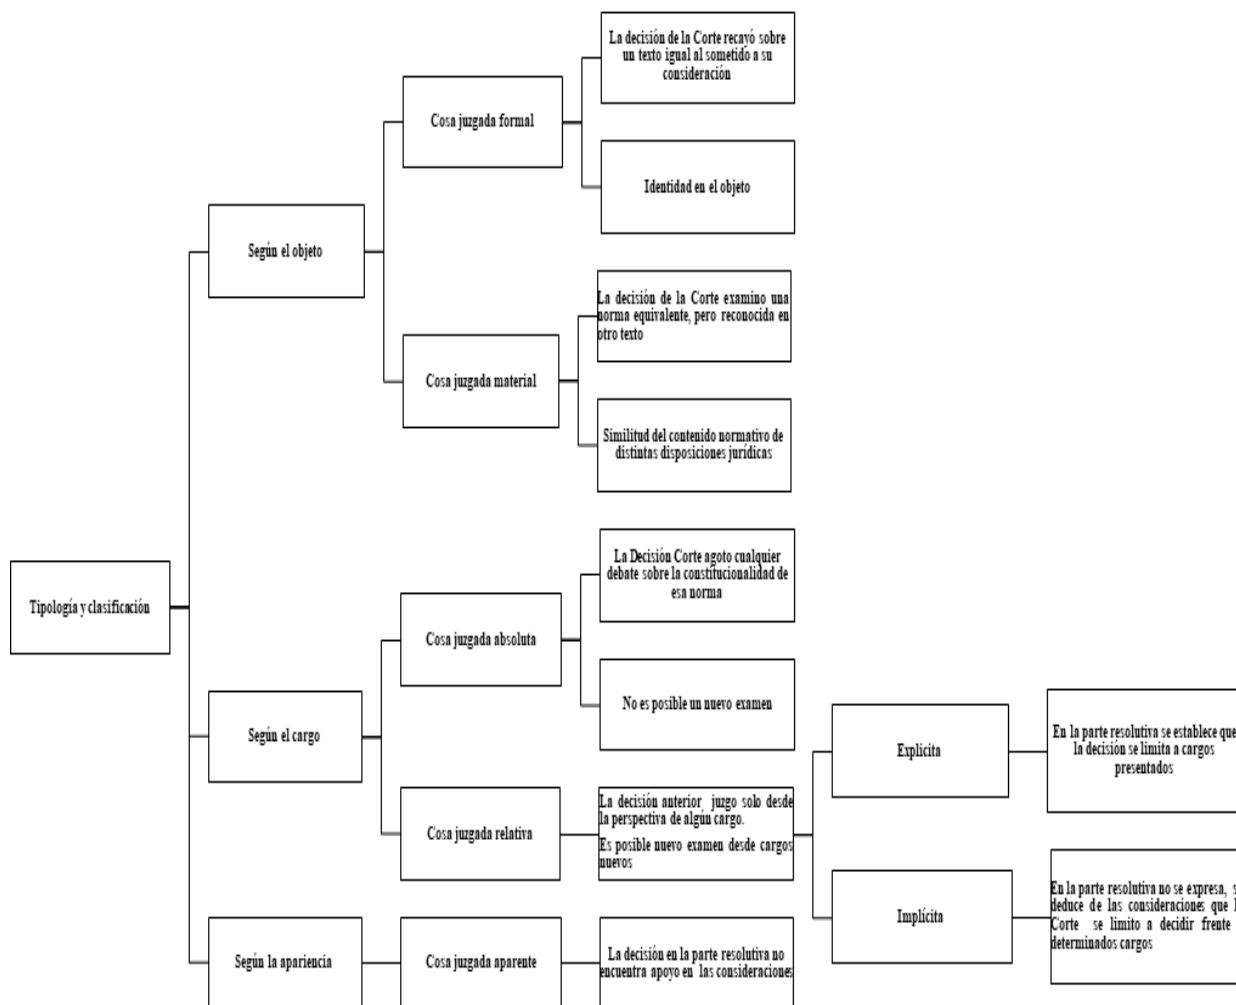 Tipología y clasificación
Según el objeto
Cosa juzgada formal
La decisión de la Corte recayó sobre
un texto igual al sometido a su
consideración
Identidad en el objeto
Cosa juzgada material
La decisión de la Corte examino una
norma equivalente, pero reconocida en
otro texto
Similitud del contenido normativo de
distintas disposiciones jurídicas
Según el cargo
Cosa juzgada absoluta
La Decisión Corte agoto cualquier
debate sobre la constitucionalidad de
esa norma
No es posible un nuevo examen
Cosa juzgada relativa
La decisión anterior juzgo solo desde
la perspectiva de algún cargo.
Es posible nuevo examen desde cargos
nuevos
Explicita
En la parte resolutiva se establece que
la decisión se limita a cargos
presentados
Implícita
En la parte resolutiva no se expresa,
deduce de las consideraciones que
Corte se limito a decidir frente
determinados cargos
Según la apariencia
Cosa juzgada aparente
La decisión en la parte resolutiva no
encuentra apoyo en las consideraciones